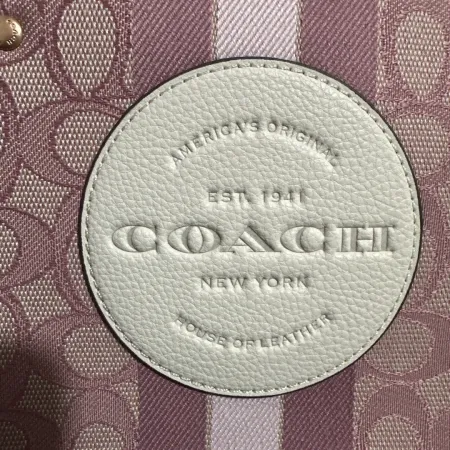 AMERICA'S ORIGINAL
EST. 1941
COACH
NEW YORK
HOUSE OF LEATHER